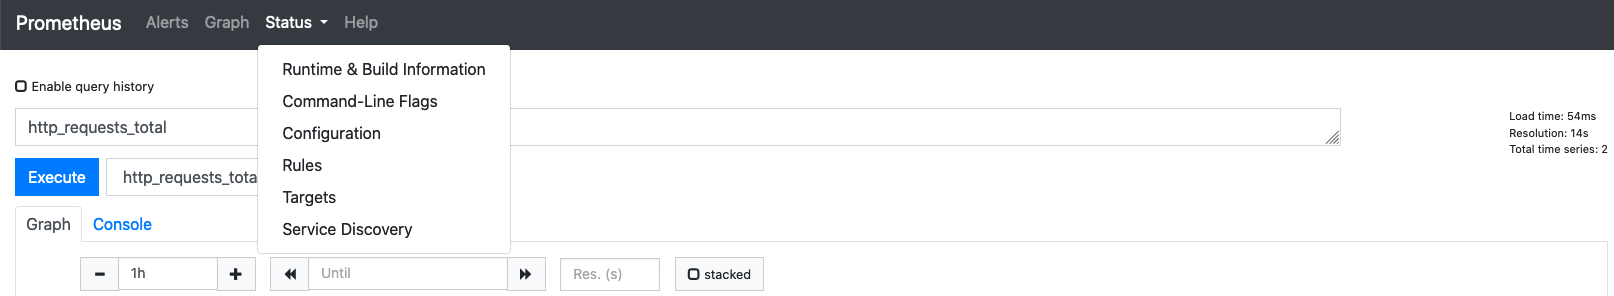 Prometheus Alerts Graph Status Help
Runtime & Build Information
Enable query history
Command-Line Flags
http_requests_total
Configuration
Load time: 54ms
Resolution: 14s
Total time series: 2
Rules
Execute http_requests_tota
Targets
Graph Console
Service Discovery
1h Until Res. (s) stacked